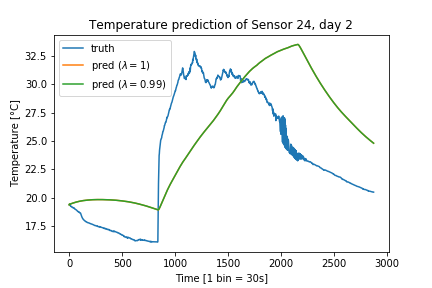 Temperature prediction of Sensor 24, day 2
truth
pred (λ = 1)
pred (λ = 0.99)
Temperature [°C]
32.5
30.0
27.5
25.0
22.5
20.0
17.5
0 500 1000 1500 2000 2500 3000
Time [1 bin = 30s]